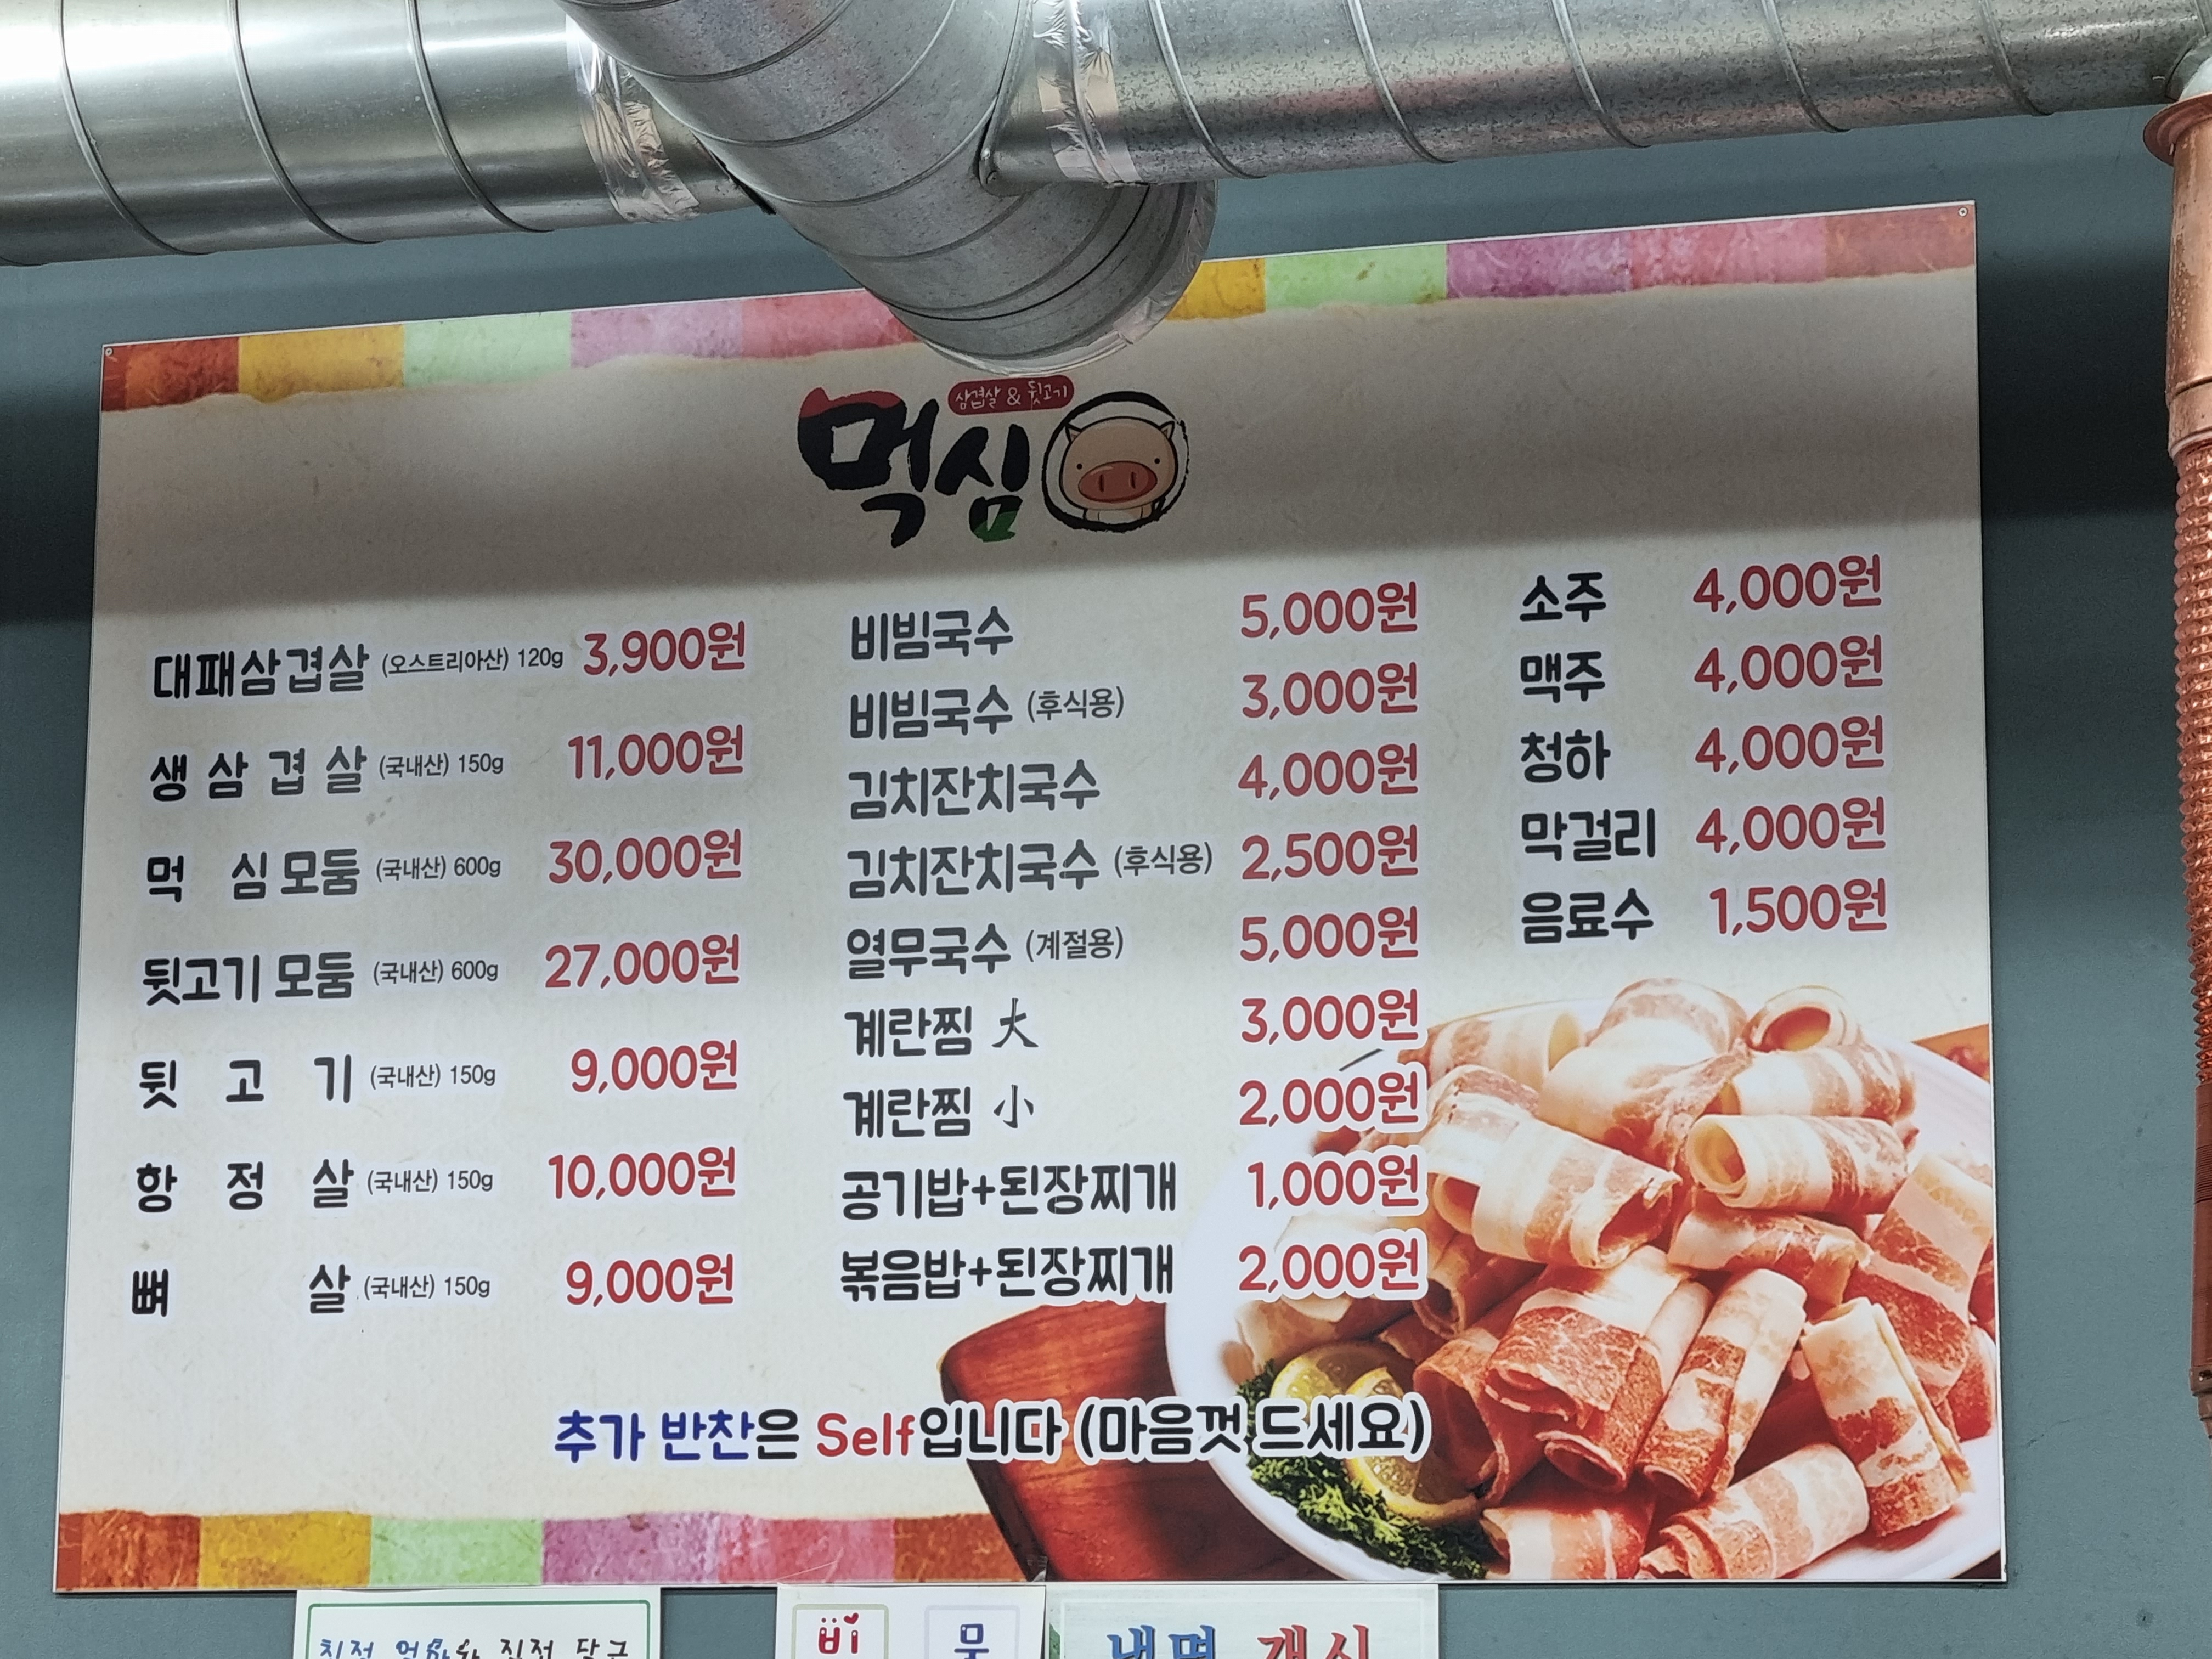 삼겹살 & 뒷고기
먹심
대패삼겹살 (오스트리아산) 120g 3,900원
생삼겹살 (국내산) 150g 11,000원
먹심모둠 (국내산) 600g 30,000원
뒷고기 모둠 (국내산) 600g 27,000원
뒷고기 (국내산) 150g 9,000원
항정살 (국내산) 150g 10,000원
뼈살 (국내산) 150g 9,000원
비빔국수 5,000원
비빔국수 (후식용) 3,000원
김치잔치국수 4,000원
김치잔치국수 (후식용) 2,500원
열무국수 (계절용) 5,000원
계란찜 大 3,000원
계란찜 小 2,000원
공기밥+된장찌개 1,000원
볶음밥+된장찌개 2,000원
소주 4,000원
맥주 4,000원
청하 4,000원
막걸리 4,000원
음료수 1,500원
추가 반찬은 Self입니다 (마음껏 드세요)
비
냉면 개시